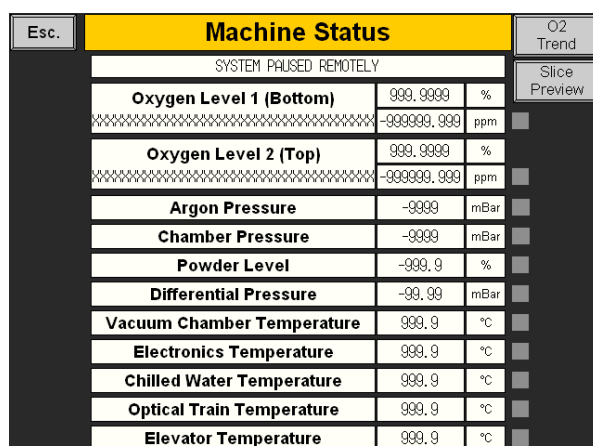 Esc.
Machine Status
O2
Trend
SYSTEM PAUSED REMOTELY
Slice
Preview
Oxygen Level 1 (Bottom) 999.9999 %
XXXXXXXXXXXXXXXXXXXXXXXXXXXXXXXXXXXXXXXX -999999.999 ppm
Oxygen Level 2 (Top) 999.9999 %
XXXXXXXXXXXXXXXXXXXXXXXXXXXXXXXXXXXXXXXX -999999.999 ppm
Argon Pressure -9999 mBar
Chamber Pressure -9999 mBar
Powder Level -999.9 %
Differential Pressure -99.99 mBar
Vacuum Chamber Temperature 999.9 °C
Electronics Temperature 999.9 °C
Chilled Water Temperature 999.9 °C
Optical Train Temperature 999.9 °C
Elevator Temperature 999.9 °C